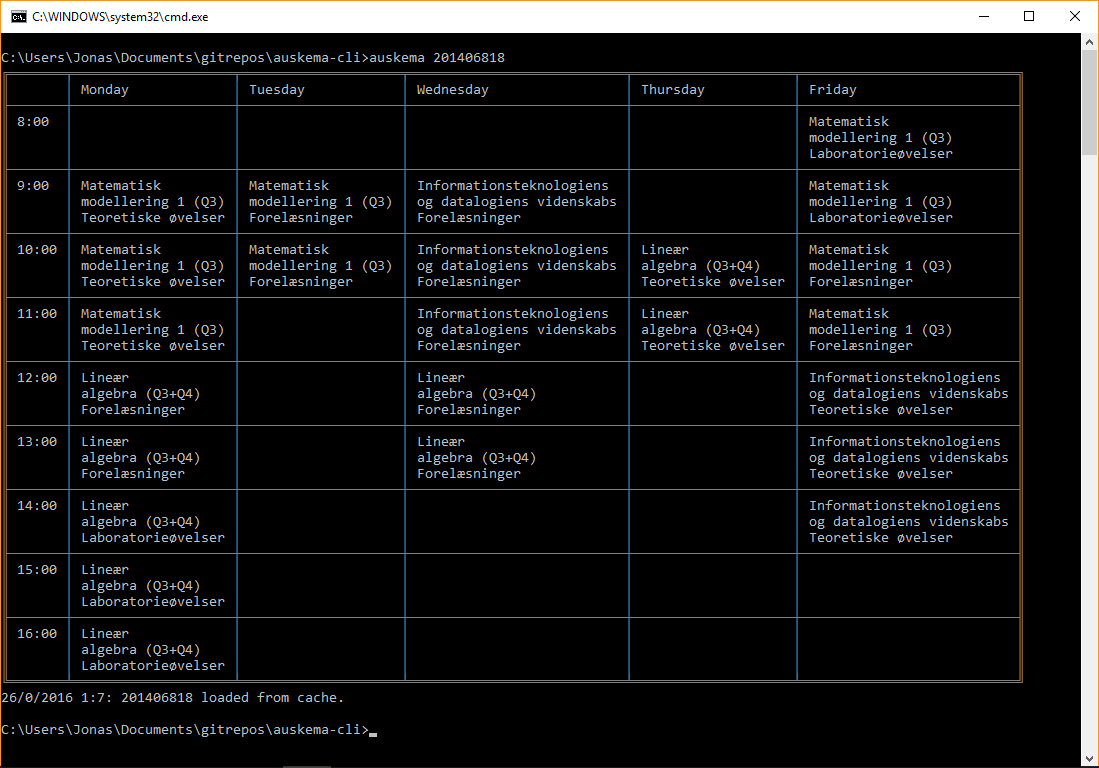 C:\WINDOWS\system32\cmd.exe
C:\Users\Jonas\Documents\gitrepos\auskema-cli>auskema 201406818
Monday Tuesday Wednesday Thursday Friday
8:00 Matematisk
modellering 1 (Q3)
Laboratorieøvelser
9:00 Matematisk Matematisk Informationsteknologiens Matematisk
modellering 1 (Q3) modellering 1 (Q3) og datalogiens videnskabs modellering 1 (Q3)
Teoretiske øvelser Forelæsninger Forelæsninger Laboratorieøvelser
10:00 Matematisk Matematisk Informationsteknologiens Lineær Matematisk
modellering 1 (Q3) modellering 1 (Q3) og datalogiens videnskabs algebra (Q3+Q4) modellering 1 (Q3)
Teoretiske øvelser Forelæsninger Forelæsninger Teoretiske øvelser Forelæsninger
11:00 Matematisk Informationsteknologiens Lineær Matematisk
modellering 1 (Q3) og datalogiens videnskabs algebra (Q3+Q4) modellering 1 (Q3)
Teoretiske øvelser Forelæsninger Teoretiske øvelser Forelæsninger
12:00 Lineær Lineær Informationsteknologiens
algebra (Q3+Q4) algebra (Q3+Q4) og datalogiens videnskabs
Forelæsninger Forelæsninger Teoretiske øvelser
13:00 Lineær Lineær Informationsteknologiens
algebra (Q3+Q4) algebra (Q3+Q4) og datalogiens videnskabs
Forelæsninger Forelæsninger Teoretiske øvelser
14:00 Lineær Informationsteknologiens
algebra (Q3+Q4) og datalogiens videnskabs
Laboratorieøvelser Teoretiske øvelser
15:00 Lineær
algebra (Q3+Q4)
Laboratorieøvelser
16:00 Lineær
algebra (Q3+Q4)
Laboratorieøvelser
26/0/2016 1:7: 201406818 loaded from cache.
C:\Users\Jonas\Documents\gitrepos\auskema-cli>